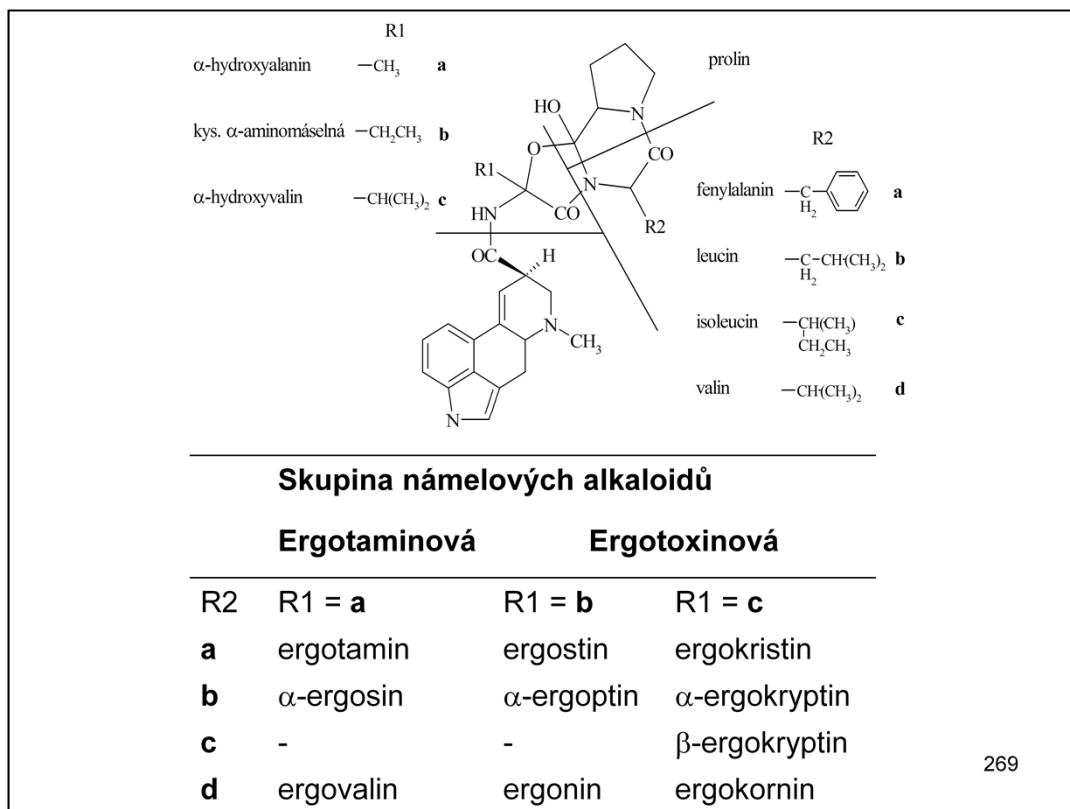 R1
α-hydroxyalanin —CH3 a
kys. α-aminomáselná —CH2CH3 b
α-hydroxyvalin —CH(CH3)2 c
prolin
HO
N
O
CO
R1
N
HN
CO
R2
OC
H
N
CH3
N
R2
fenylalanin —C H2 a
leucin —C–CH(CH3)2 H2 b
isoleucin —CH(CH3) c
CH2CH3
valin —CH(CH3)2 d
Skupina námelových alkaloidů
Ergotaminová Ergotoxinová
R2 R1 = a R1 = b R1 = c
a ergotamin ergostin ergokristin
b α-ergosin α-ergoptin α-ergokryptin
c - - β-ergokryptin
d ergovalin ergonin ergokornin
269